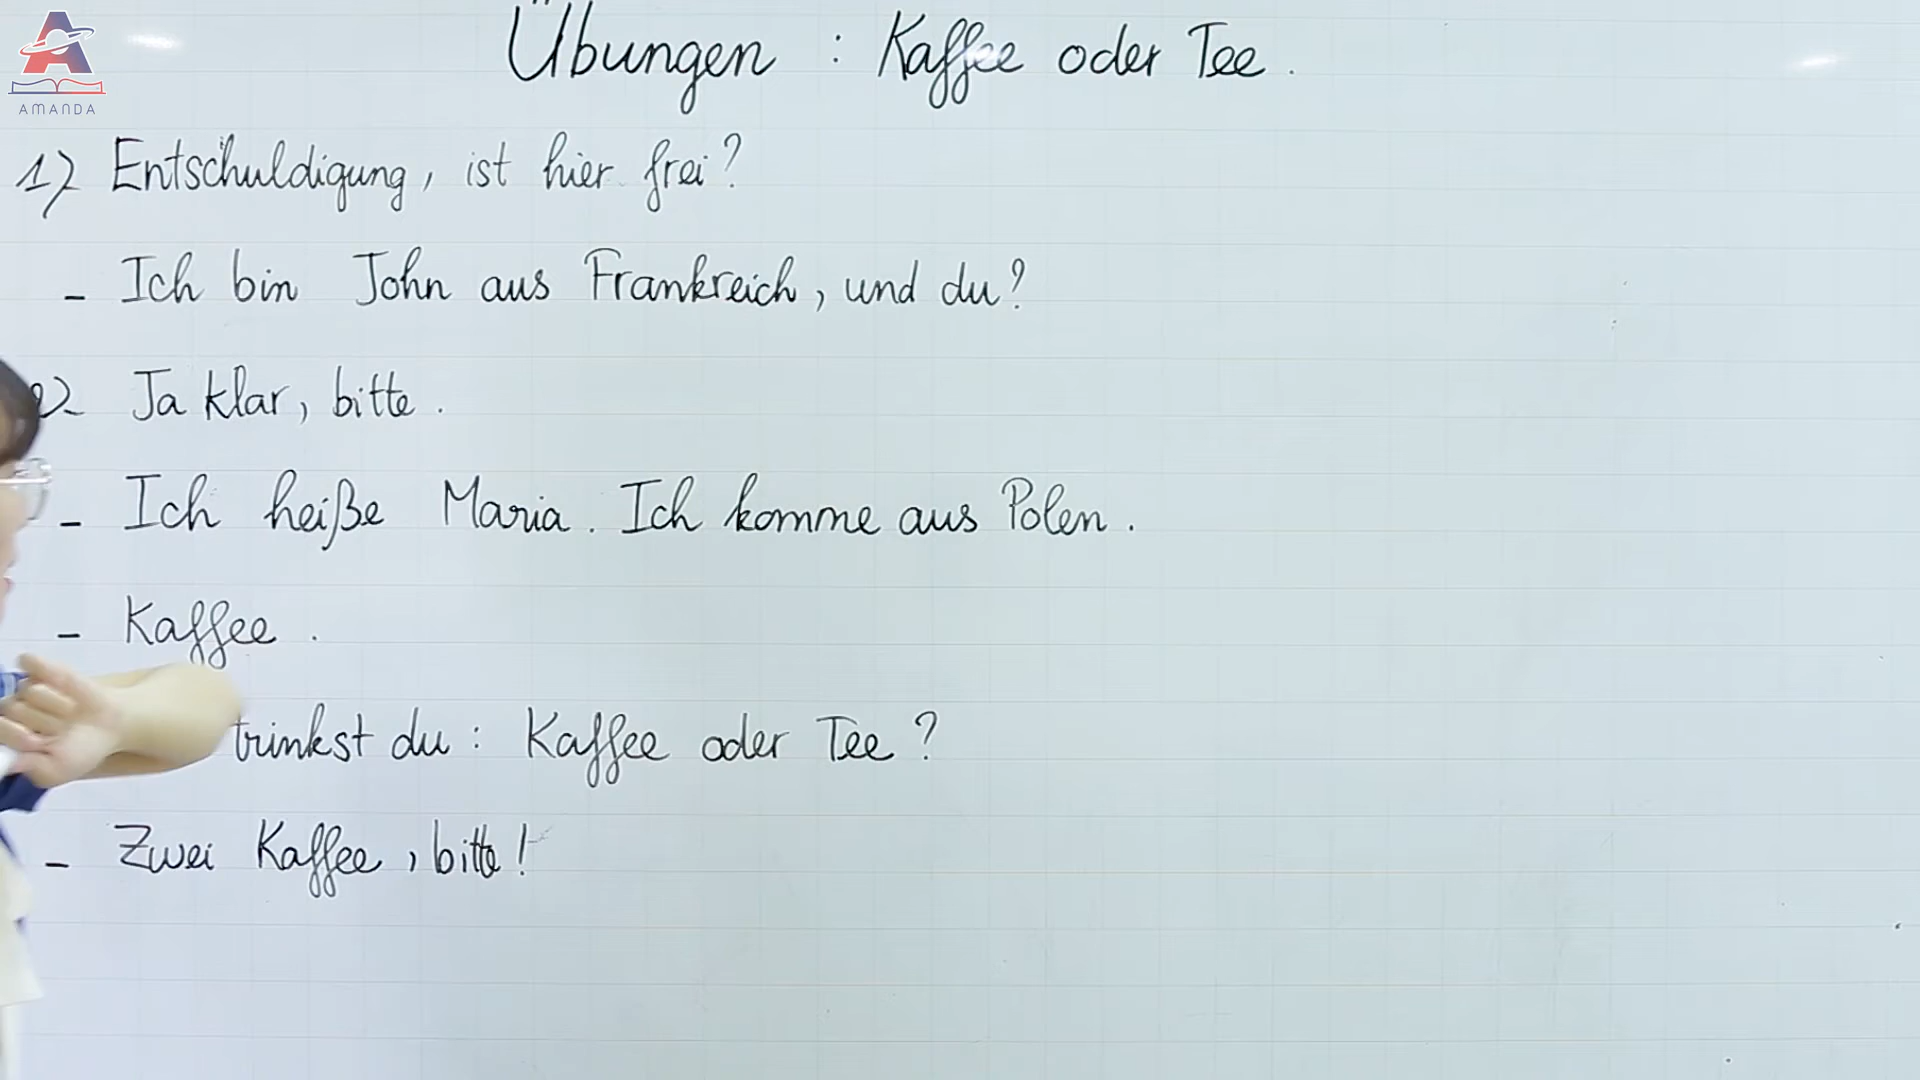 AMANDA
Übungen : Kaffee oder Tee .
1) Entschuldigung, ist hier frei?
- Ich bin John aus Frankreich, und du?
Ja klar, bitte .
- Ich heiße Maria . Ich komme aus Polen .
- Kaffee .
trinkst du : Kaffee oder Tee ?
- Zwei Kaffee , bitte !